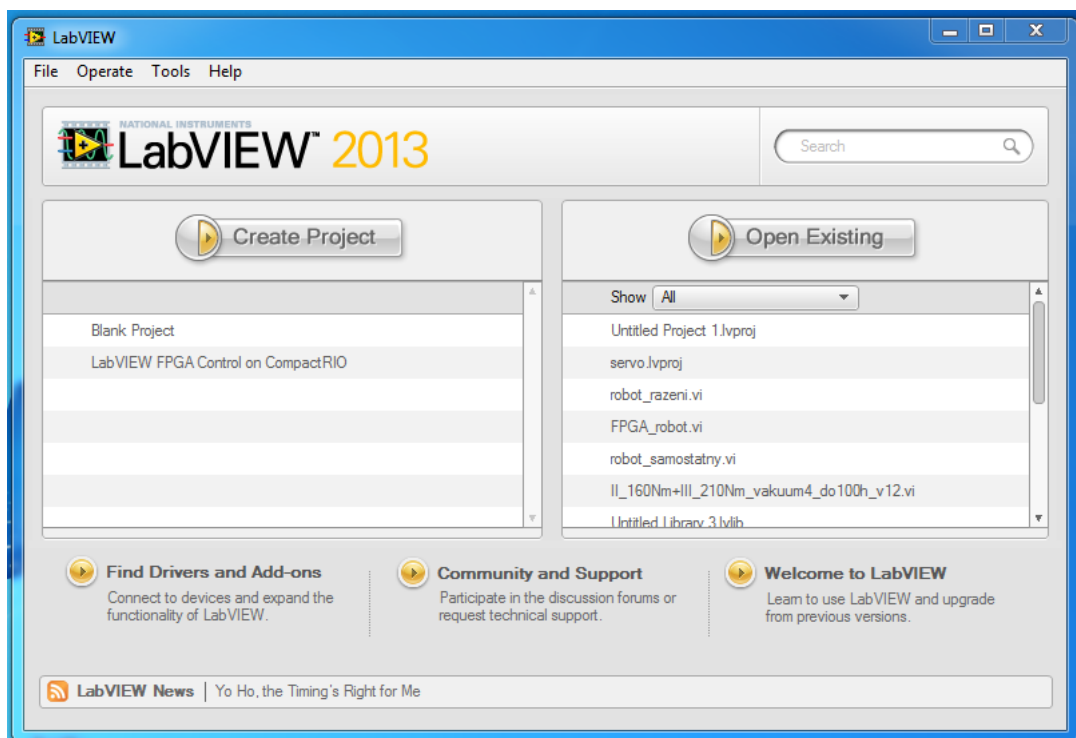 LabVIEW
File Operate Tools Help
NATIONAL INSTRUMENTS
LabVIEW™ 2013
Search
Create Project
Blank Project
LabVIEW FPGA Control on CompactRIO
Open Existing
Show All
Untitled Project 1.lvproj
servo.lvproj
robot_razeni.vi
FPGA_robot.vi
robot_samostatny.vi
II_160Nm+III_210Nm_vakuum4_do100h_v12.vi
Untitled Library 3.lvlib
Find Drivers and Add-ons
Connect to devices and expand the
functionality of LabVIEW.
Community and Support
Participate in the discussion forums or
request technical support.
Welcome to LabVIEW
Learn to use LabVIEW and upgrade
from previous versions.
LabVIEW News | Yo Ho, the Timing's Right for Me